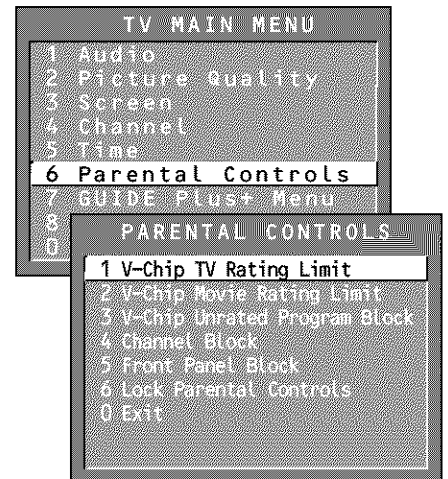 TV MAIN MENU
1 Audio
2 Picture Quality
3 Screen
4 Channel
5 Time
6 Parental Controls
7 GUIDE Plus+ Menu
8
0
PARENTAL CONTROLS
1 V-Chip TV Rating Limit
2 V-Chip Movie Rating Limit
3 V-Chip Unrated Program Block
4 Channel Block
5 Front Panel Block
6 Lock Parental Controls
0 Exit